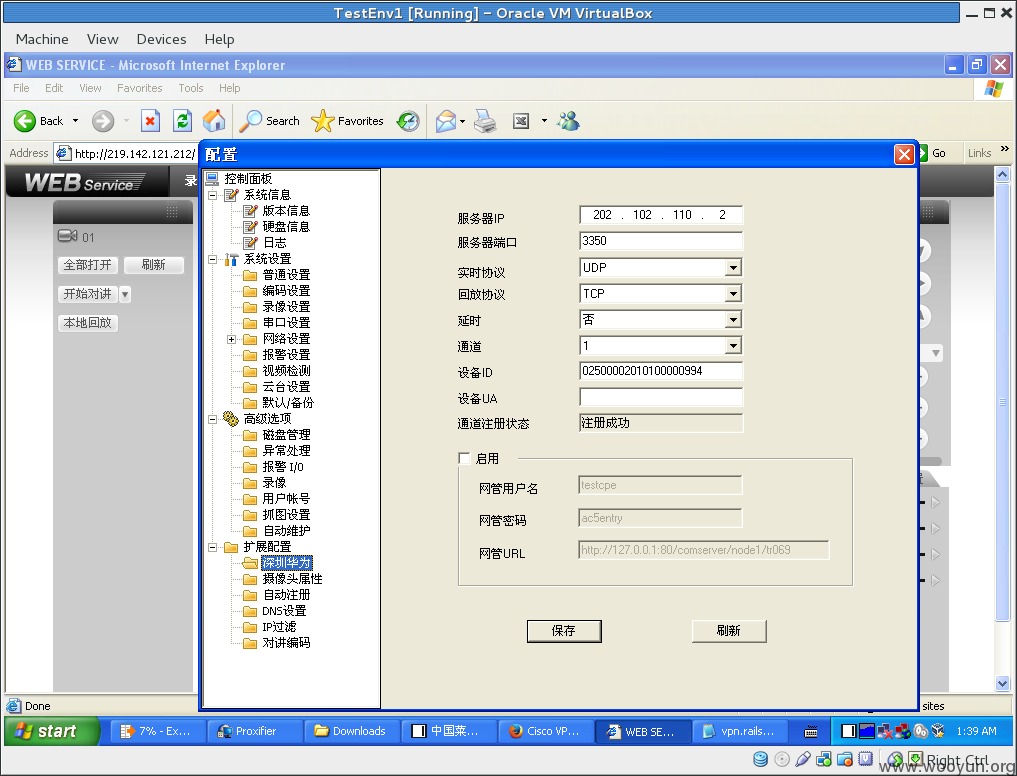 TestEnv1 [Running] – Oracle VM VirtualBox
Machine View Devices Help
WEB SERVICE - Microsoft Internet Explorer
File Edit View Favorites Tools Help
Back Search Favorites
Address http://219.142.121.212/ Go Links »
配置
WEB Service 录
01
全部打开 刷新
开始对讲
本地回放
控制面板
系统信息
版本信息
硬盘信息
日志
系统设置
普通设置
编码设置
录像设置
串口设置
网络设置
报警设置
视频检测
云台设置
默认/备份
高级选项
磁盘管理
异常处理
报警 I/0
录像
用户帐号
抓图设置
自动维护
扩展配置
深圳华为
摄像头属性
自动注册
DNS设置
IP过滤
对讲编码
服务器IP 202 . 102 . 110 . 2
服务器端口 3350
实时协议 UDP
回放协议 TCP
延时 否
通道 1
设备ID 02500002010100000994
设备UA
通道注册状态 注册成功
启用
网管用户名 testcpe
网管密码 ac5entry
网管URL http://127.0.0.1:80/comserver/node1/tr069
保存 刷新
Done sites
start 7% - Ex... Proxifier Downloads 中国菜... Cisco VP... WEB SE... vpn.rails... 1:39 AM
Right Ctrl
www.wooyun.org